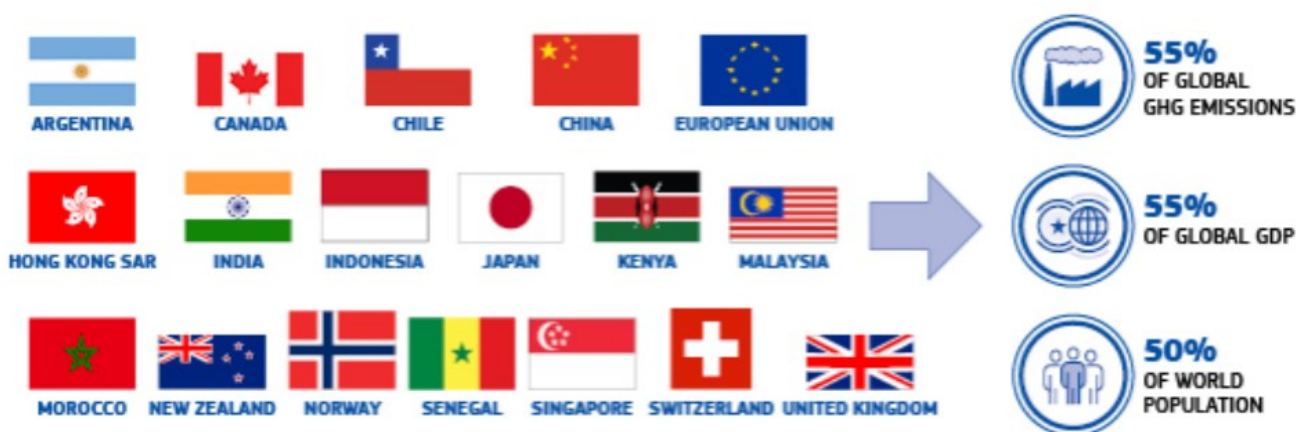 ARGENTINA CANADA CHILE CHINA EUROPEAN UNION
55%
OF GLOBAL
GHG EMISSIONS
HONG KONG SAR INDIA INDONESIA JAPAN KENYA MALAYSIA
55%
OF GLOBAL GDP
MOROCCO NEW ZEALAND NORWAY SENEGAL SINGAPORE SWITZERLAND UNITED KINGDOM
50%
OF WORLD
POPULATION